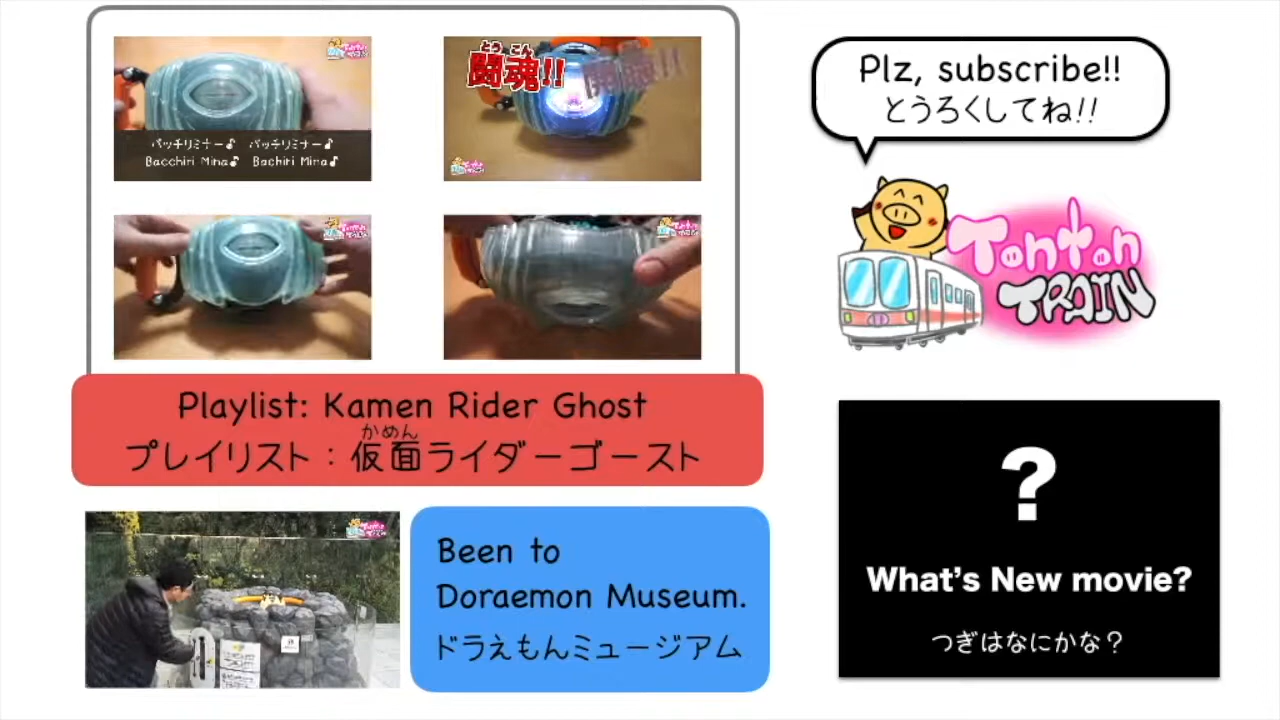 バッチリミナー♪ バッチリミナー♪
Bacchiri Mina♪ Bachiri Mina♪
とう こん
闘魂!!
Playlist: Kamen Rider Ghost
かめん
プレイリスト：仮面ライダーゴースト
Been to
Doraemon Museum.
ドラえもんミュージアム
Plz, subscribe!!
とうろくしてね!!
Tonton
TRAIN
?
What's New movie?
つぎはなにかな？